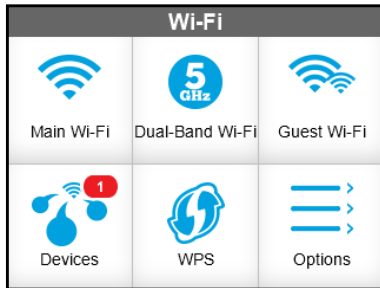 Wi-Fi
5
GHz
Main Wi-Fi
Dual-Band Wi-Fi
Guest Wi-Fi
1
Devices
WPS
Options